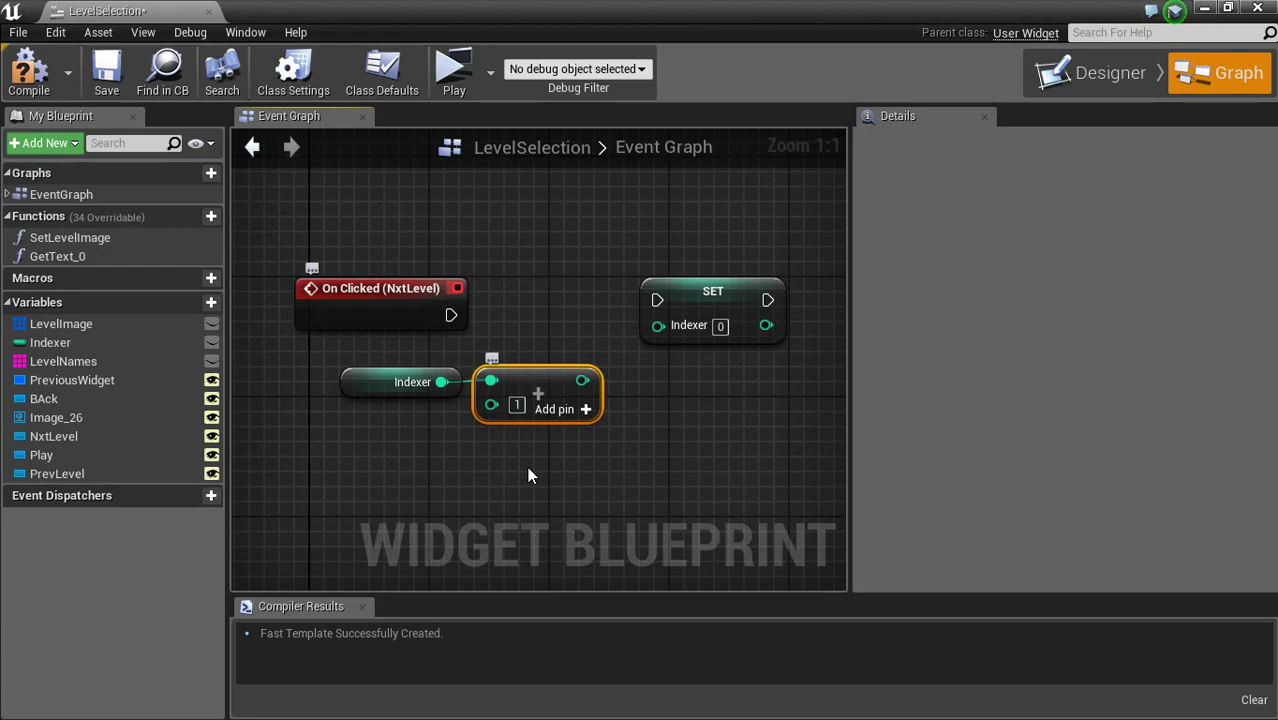 LevelSelection*
File Edit Asset View Window Debug Help
Parent class: User Widget Search For Help
Compile Save Find in CB Search Class Settings Class Defaults Play
No debug object selected
Debug Filter
Designer Graph
My Blueprint
Event Graph
Details
Add New Search
LevelSelection > Event Graph
Zoom 1:1
Graphs
EventGraph
Functions (34 Overridable)
SetLevelImage
GetText_0
Macros
Variables
LevelImage
Indexer
LevelNames
PreviousWidget
BAck
Image_26
NxtLevel
Play
PrevLevel
Event Dispatchers
On Clicked (NxtLevel)
SET
Indexer 0
Indexer
1 Add pin
WIDGET BLUEPRINT
Compiler Results
Fast Template Successfully Created.
Clear